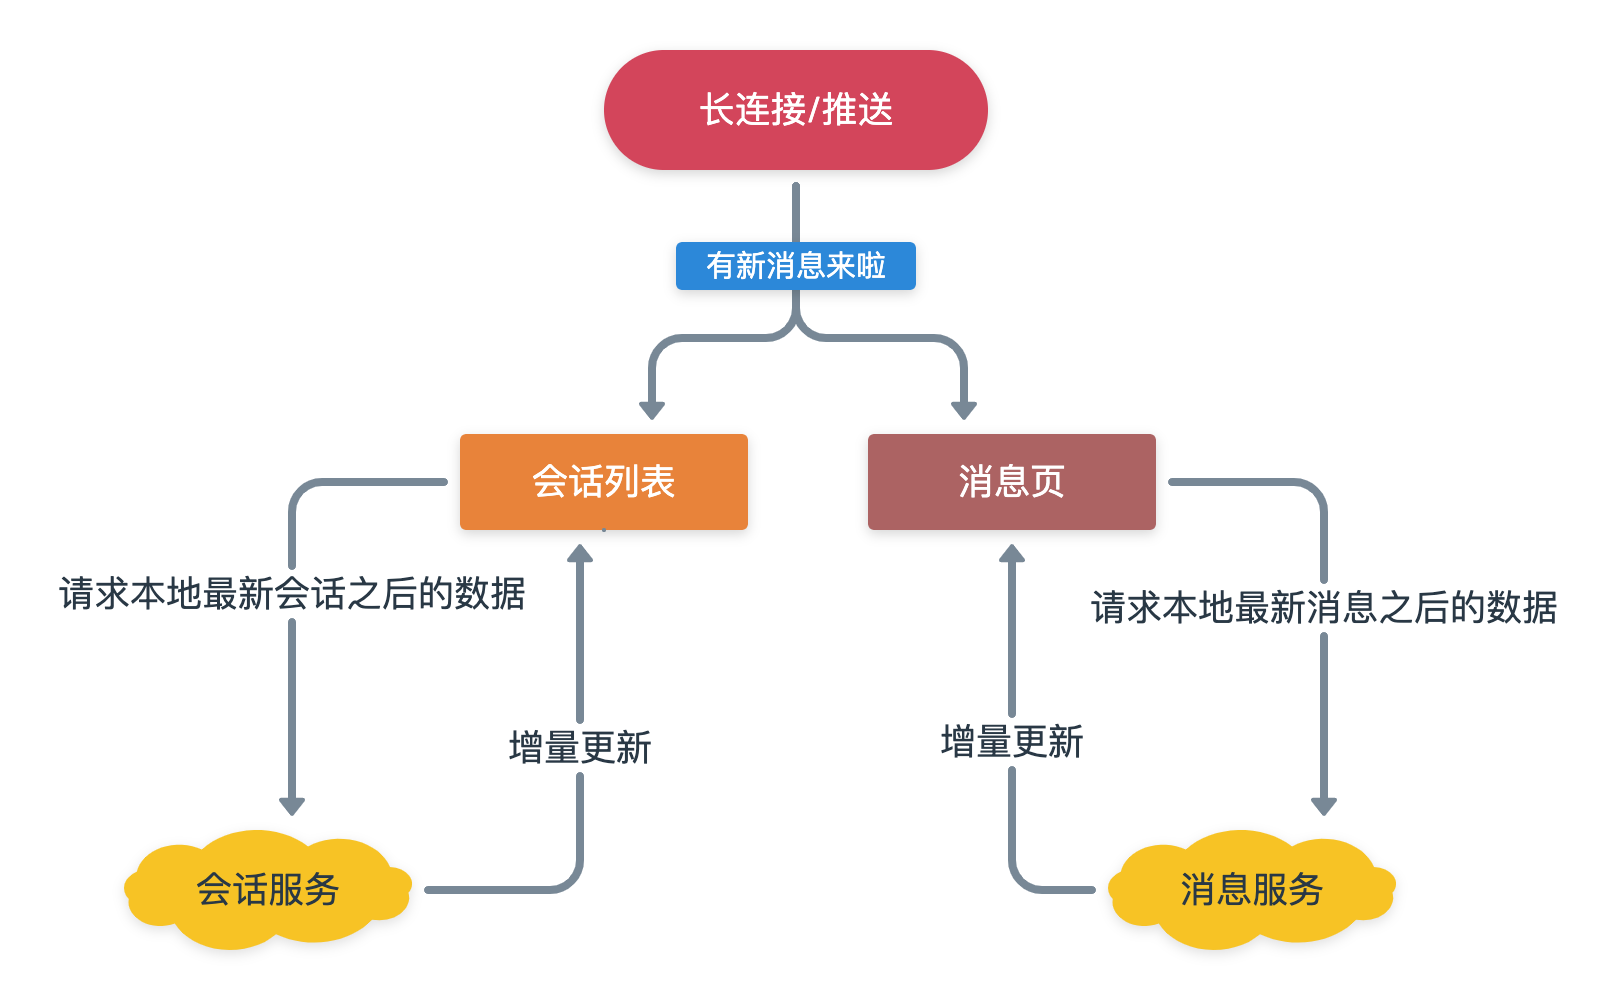 长连接/推送
有新消息来啦
会话列表
消息页
请求本地最新会话之后的数据
请求本地最新消息之后的数据
增量更新
增量更新
会话服务
消息服务